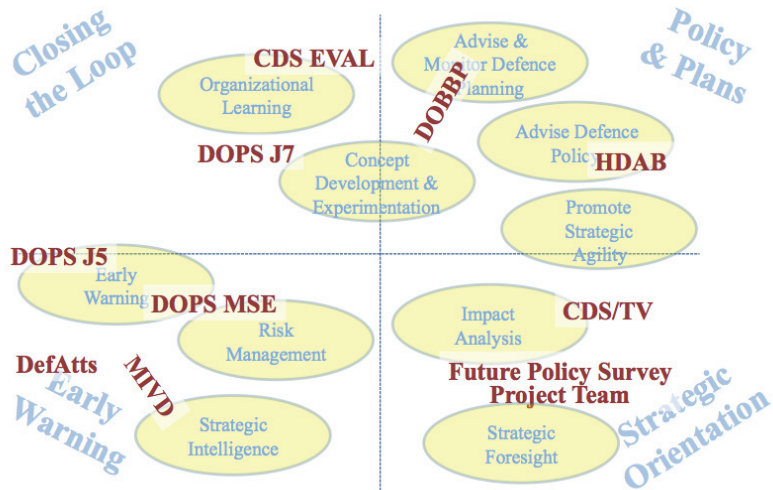 Closing
the Loop
CDS EVAL
Organizational
Learning
DOPS J7
Concept
Development &
Experimentation
Advise &
Monitor Defence
Planning
DOBBP
Policy
& Plans
Advise Defence
Policy
HDAB
Promote
Strategic
Agility
DOPS J5
Early
Warning
DOPS MSE
Risk
Management
DefAtts
MIVD
Early
Warning
Strategic
Intelligence
Impact
Analysis
CDS/TV
Future Policy Survey
Project Team
Strategic
Foresight
Strategic
Orientation